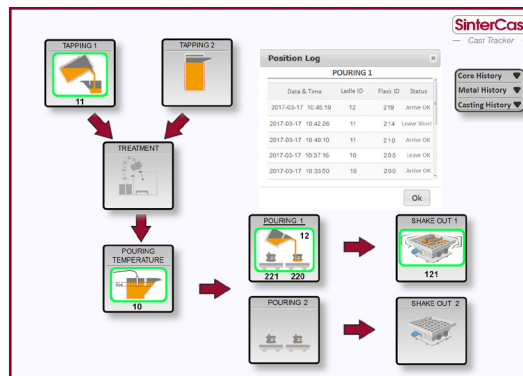 SinterCast
Cast Tracker
TAPPING 1
11
TAPPING 2
Position Log
POURING 1
Date & Time Ladle ID Flask ID Status
2017-03-17 10:45:19 12 219 Arrive OK
2017-03-17 10:42:26 11 214 Leave Short
2017-03-17 10:40:10 11 210 Arrive OK
2017-03-17 10:37:16 10 205 Leave OK
2017-03-17 10:33:50 10 200 Arrive OK
Ok
Core History
Metal History
Casting History
TREATMENT
POURING
TEMPERATURE
10
POURING 1
12
221 220
SHAKE OUT 1
121
POURING 2
SHAKE OUT 2